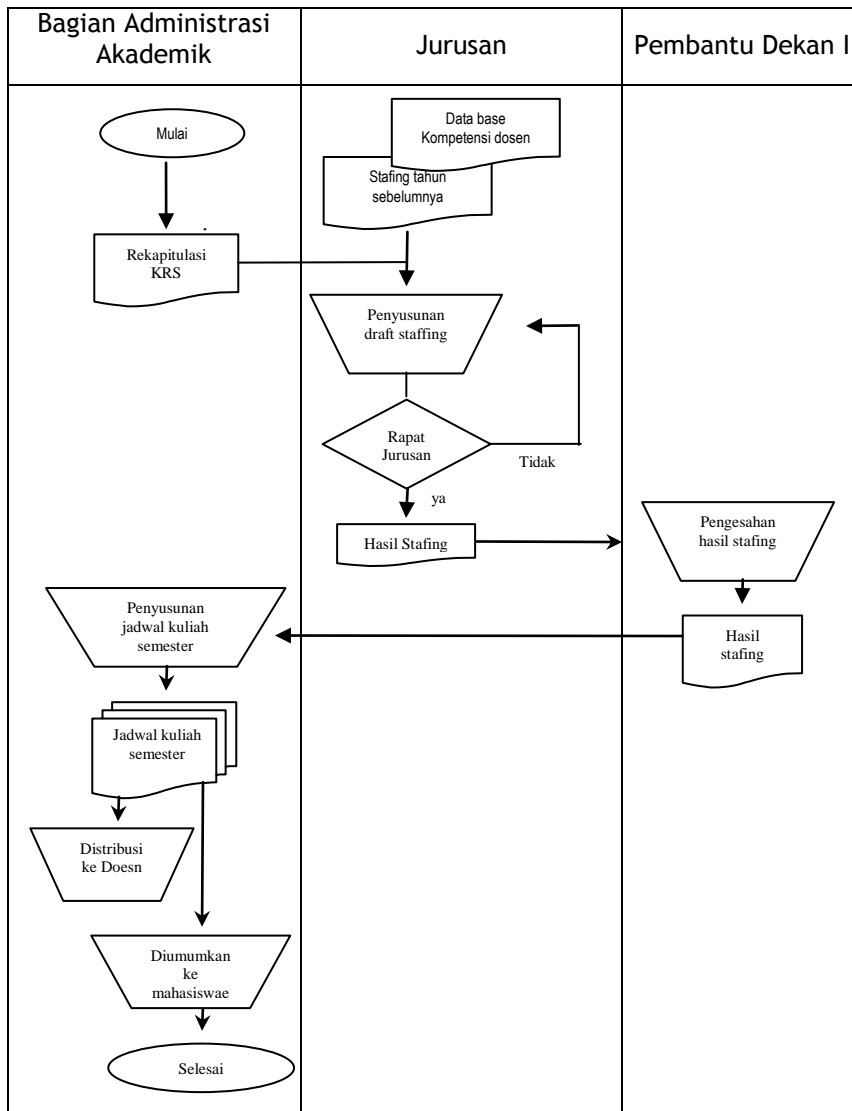 Bagian Administrasi
Akademik
Jurusan
Pembantu Dekan I
Mulai
Data base
Kompetensi dosen
Stafing tahun
sebelumnya
Rekapitulasi
KRS
Penyusunan
draft staffing
Rapat
Jurusan
Tidak
ya
Hasil Stafing
Pengesahan
hasil stafing
Penyusunan
jadwal kuliah
semester
Hasil
stafing
Jadwal kuliah
semester
Distribusi
ke Doesn
Diumumkan
ke
mahasiswae
Selesai